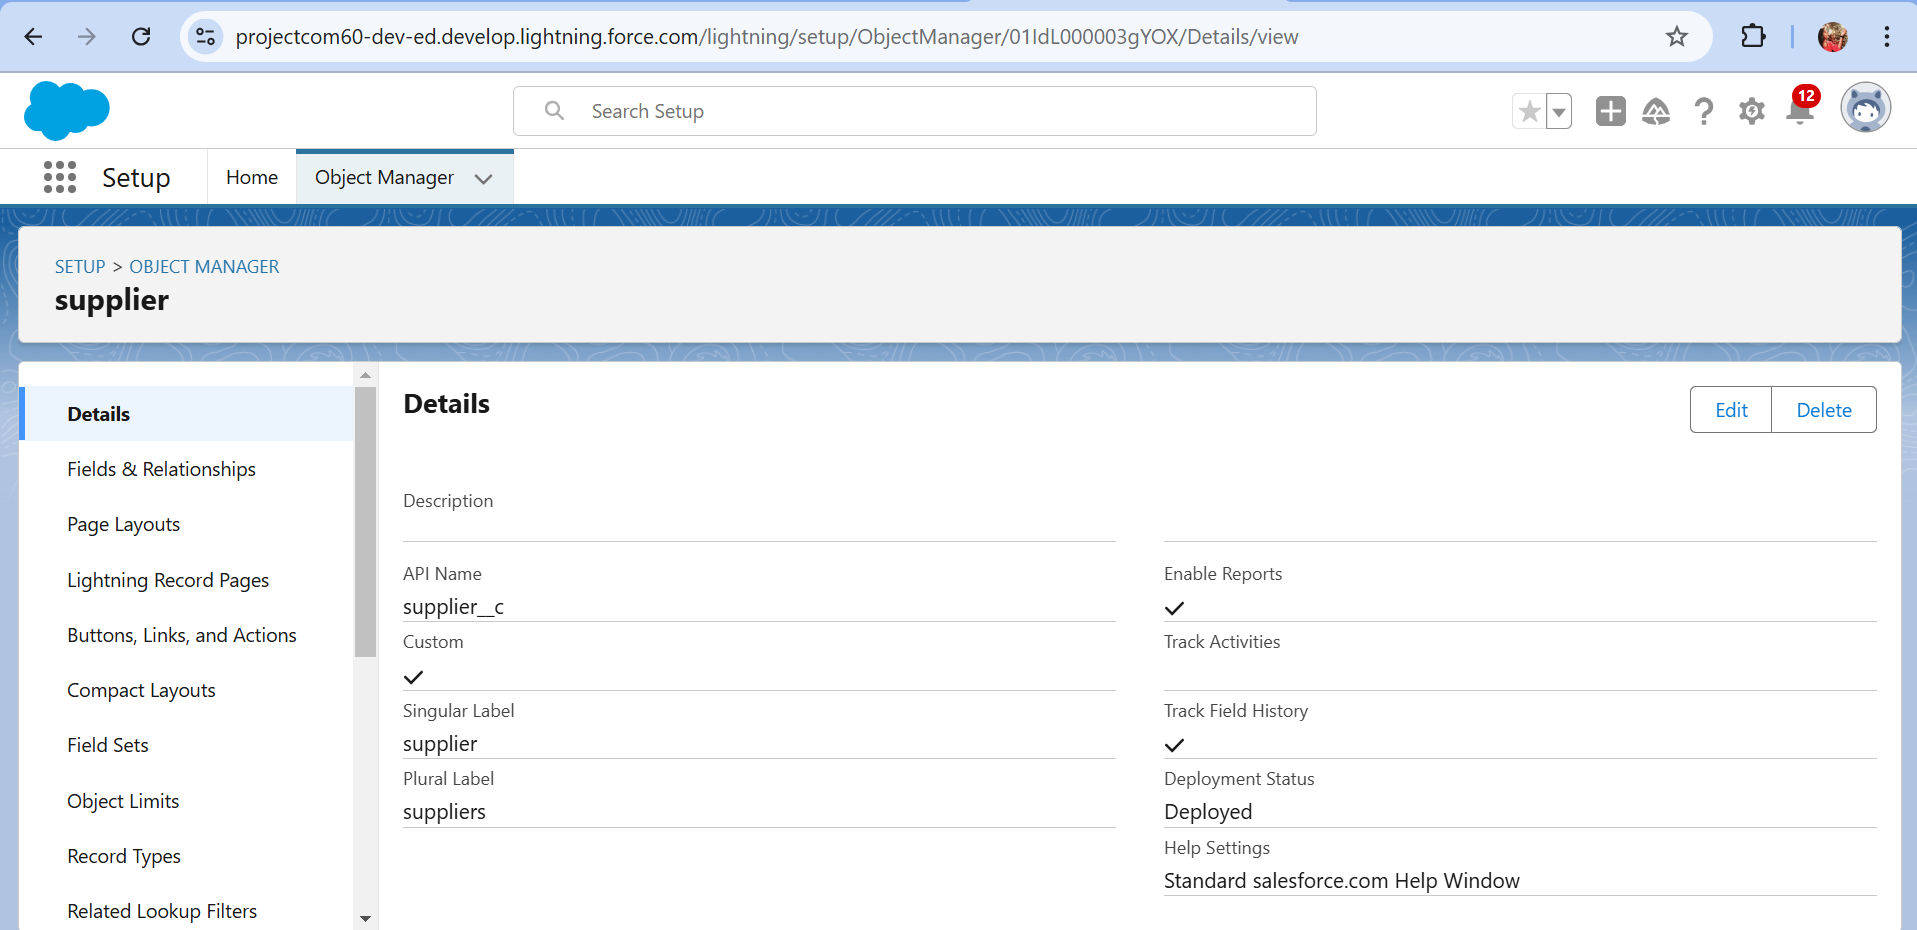 projectcom60-dev-ed.develop.lightning.force.com/lightning/setup/ObjectManager/01IdL000003gYOX/Details/view
Search Setup
12
Setup
Home
Object Manager
SETUP > OBJECT MANAGER
supplier
Details
Fields & Relationships
Page Layouts
Lightning Record Pages
Buttons, Links, and Actions
Compact Layouts
Field Sets
Object Limits
Record Types
Related Lookup Filters
Details
Edit
Delete
Description
API Name
supplier__c
Custom
Singular Label
supplier
Plural Label
suppliers
Enable Reports
Track Activities
Track Field History
Deployment Status
Deployed
Help Settings
Standard salesforce.com Help Window